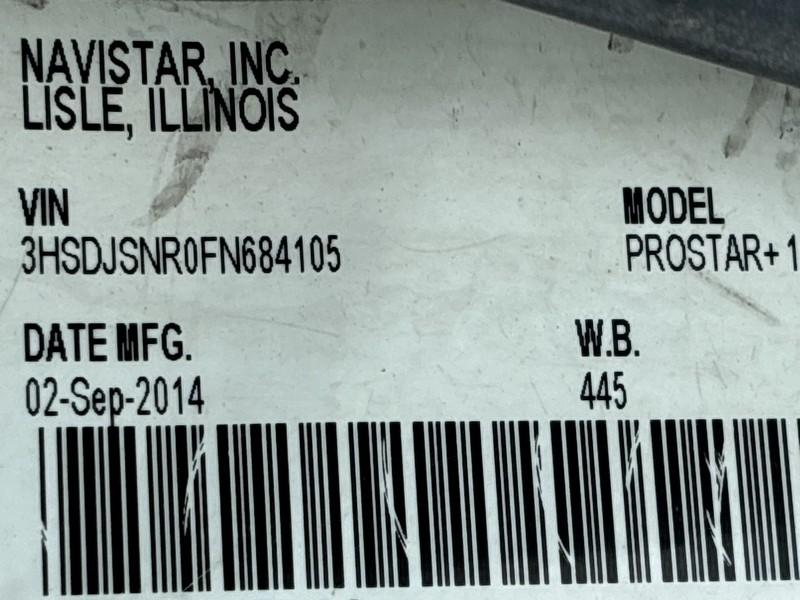 NAVISTAR, INC.
LISLE, ILLINOIS
VIN MODEL
3HSDJSNR0FN684105 PROSTAR+ 1
DATE MFG. W.B.
02-Sep-2014 445